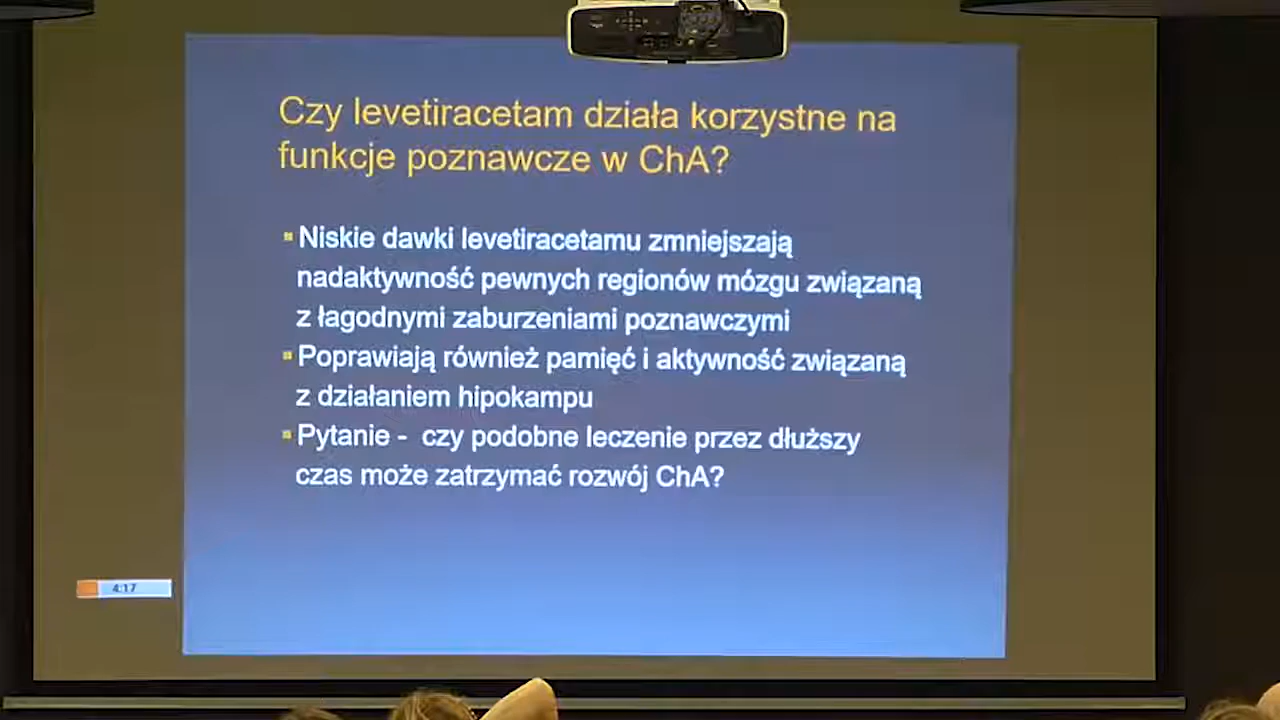 Czy levetiracetam działa korzystne na
funkcje poznawcze w ChA?
Niskie dawki levetiracetamu zmniejszają
nadaktywność pewnych regionów mózgu związaną
z łagodnymi zaburzeniami poznawczymi
Poprawiają również pamięć i aktywność związaną
z działaniem hipokampu
Pytanie - czy podobne leczenie przez dłuższy
czas może zatrzymać rozwój ChA?
4:17